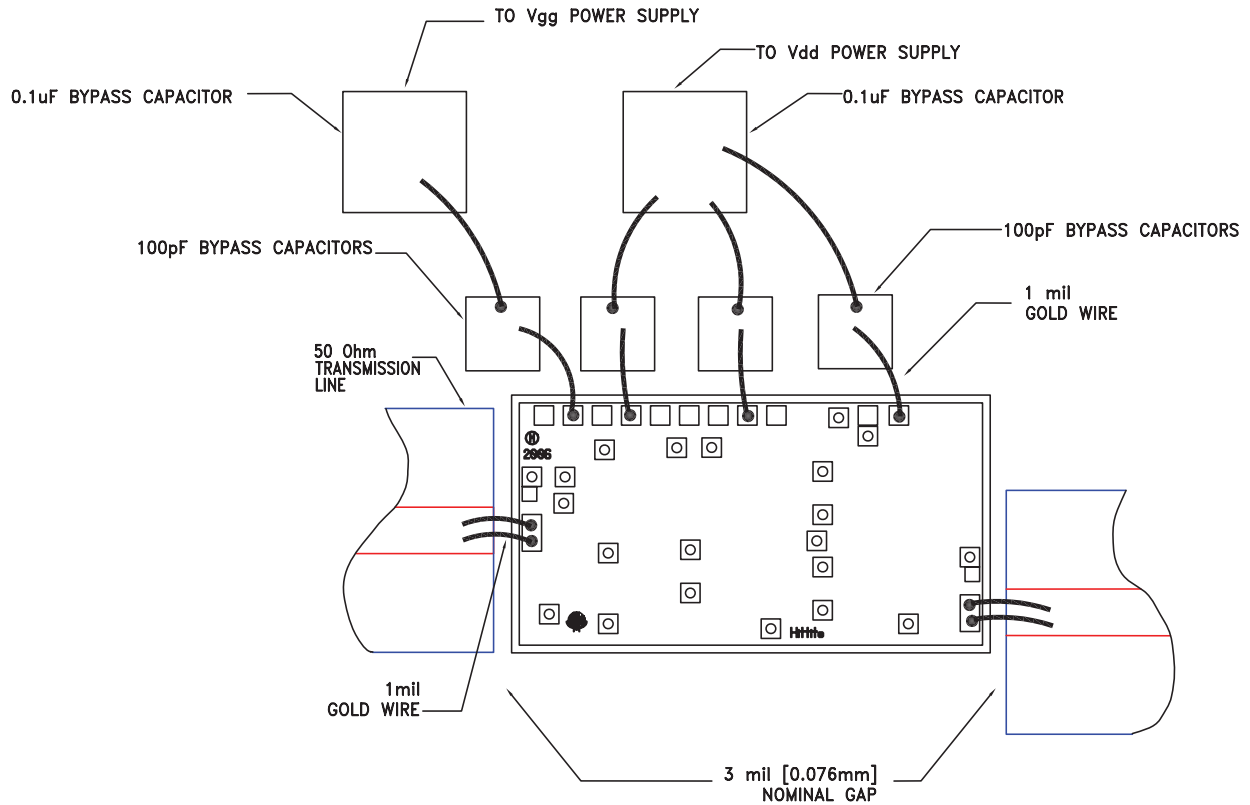 TO Vgg POWER SUPPLY
TO Vdd POWER SUPPLY
0.1uF BYPASS CAPACITOR
0.1uF BYPASS CAPACITOR
100pF BYPASS CAPACITORS
100pF BYPASS CAPACITORS
1 mil
GOLD WIRE
50 Ohm
TRANSMISSION
LINE
H
2006
Hittite
1mil
GOLD WIRE
3 mil [0.076mm]
NOMINAL GAP